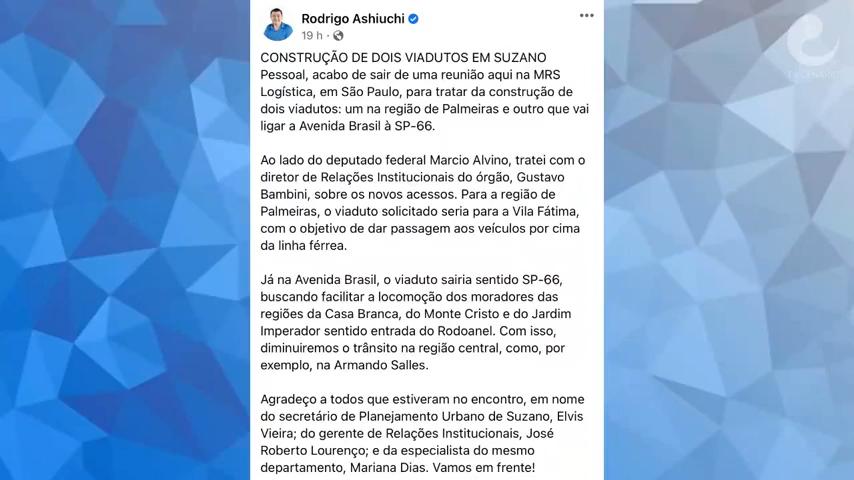 Rodrigo Ashiuchi
19 h ·
CONSTRUÇÃO DE DOIS VIADUTOS EM SUZANO
Pessoal, acabo de sair de uma reunião aqui na MRS
Logística, em São Paulo, para tratar da construção de
dois viadutos: um na região de Palmeiras e outro que vai
ligar a Avenida Brasil à SP-66.
Ao lado do deputado federal Marcio Alvino, tratei com o
diretor de Relações Institucionais do órgão, Gustavo
Bambini, sobre os novos acessos. Para a região de
Palmeiras, o viaduto solicitado seria para a Vila Fátima,
com o objetivo de dar passagem aos veículos por cima
da linha férrea.
Já na Avenida Brasil, o viaduto sairia sentido SP-66,
buscando facilitar a locomoção dos moradores das
regiões da Casa Branca, do Monte Cristo e do Jardim
Imperador sentido entrada do Rodoanel. Com isso,
diminuiremos o trânsito na região central, como, por
exemplo, na Armando Salles.
Agradeço a todos que estiveram no encontro, em nome
do secretário de Planejamento Urbano de Suzano, Elvis
Vieira; do gerente de Relações Institucionais, José
Roberto Lourenço; e da especialista do mesmo
departamento, Mariana Dias. Vamos em frente!